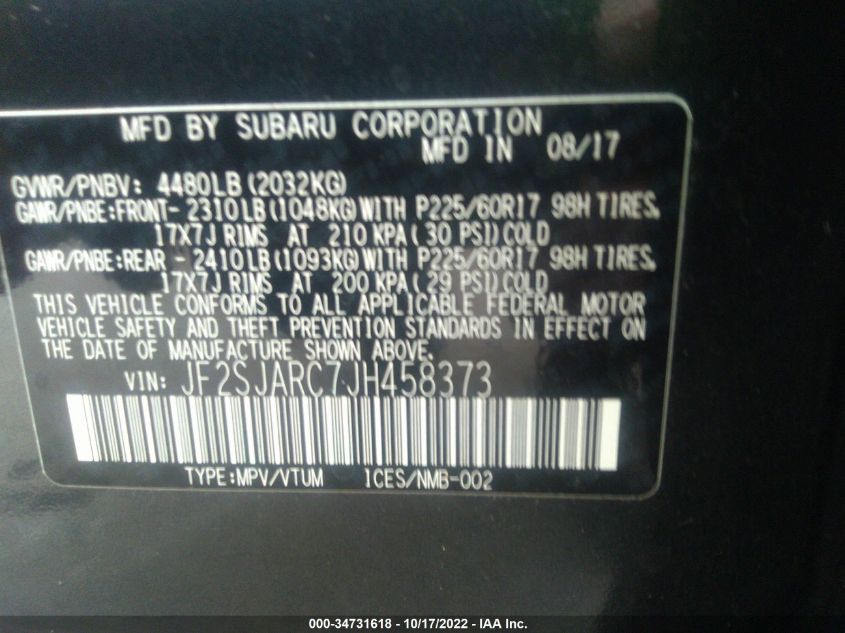 MFD BY SUBARU CORPORATION
MFD IN 08/17
GVWR/PNBV: 4480LB (2032KG)
GAWR/PNBE:FRONT- 2310LB(1048KG)WITH P225/60R17 98H TIRES,
17X7J RIMS AT 210 KPA( 30 PSI)COLD
GAWR/PNBE:REAR - 2410LB(1093KG)WITH P225/60R17 98H TIRES,
17X7J RIMS AT 200 KPA( 29 PSI)COLD
THIS VEHICLE CONFORMS TO ALL APPLICABLE FEDERAL MOTOR
VEHICLE SAFETY AND THEFT PREVENTION STANDARDS IN EFFECT ON
THE DATE OF MANUFACTURE SHOWN ABOVE.
VIN: JF2SJARC7JH458373
TYPE:MPV/VTUM ICES/NMB-002
000-34731618 - 10/17/2022 - IAA Inc.